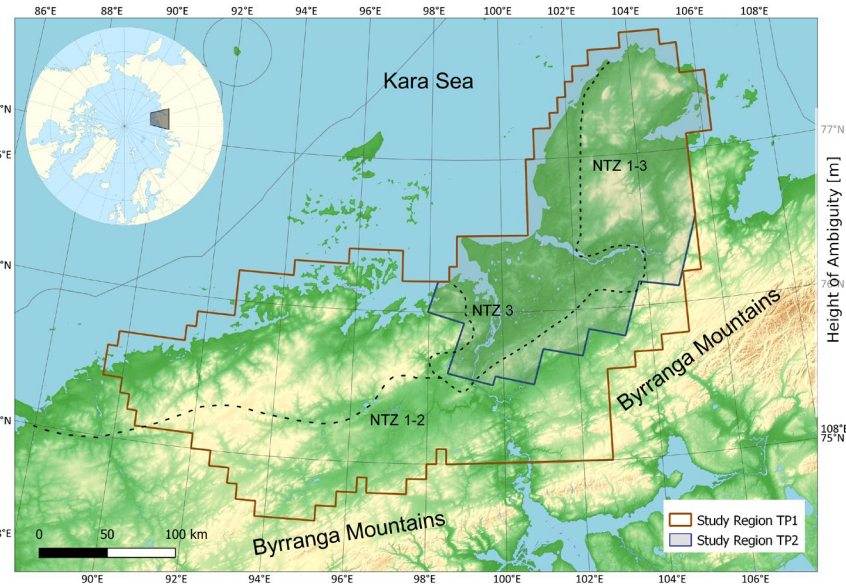 86°E 88°E 90°E 92°E 94°E 96°E 98°E 100°E 102°E 104°E 106°E 108°E
Kara Sea
°N
77°N
5°E
NTZ 1-3
Height of Ambiguity [m]
°N
NTZ 3
Byrranga Mountains
°N
NTZ 1-2
108°E
75°N
Study Region TP1
Study Region TP2
0 50 100 km
Byrranga Mountains
3°E
90°E 92°E 94°E 96°E 98°E 100°E 102°E 104°E 106°E